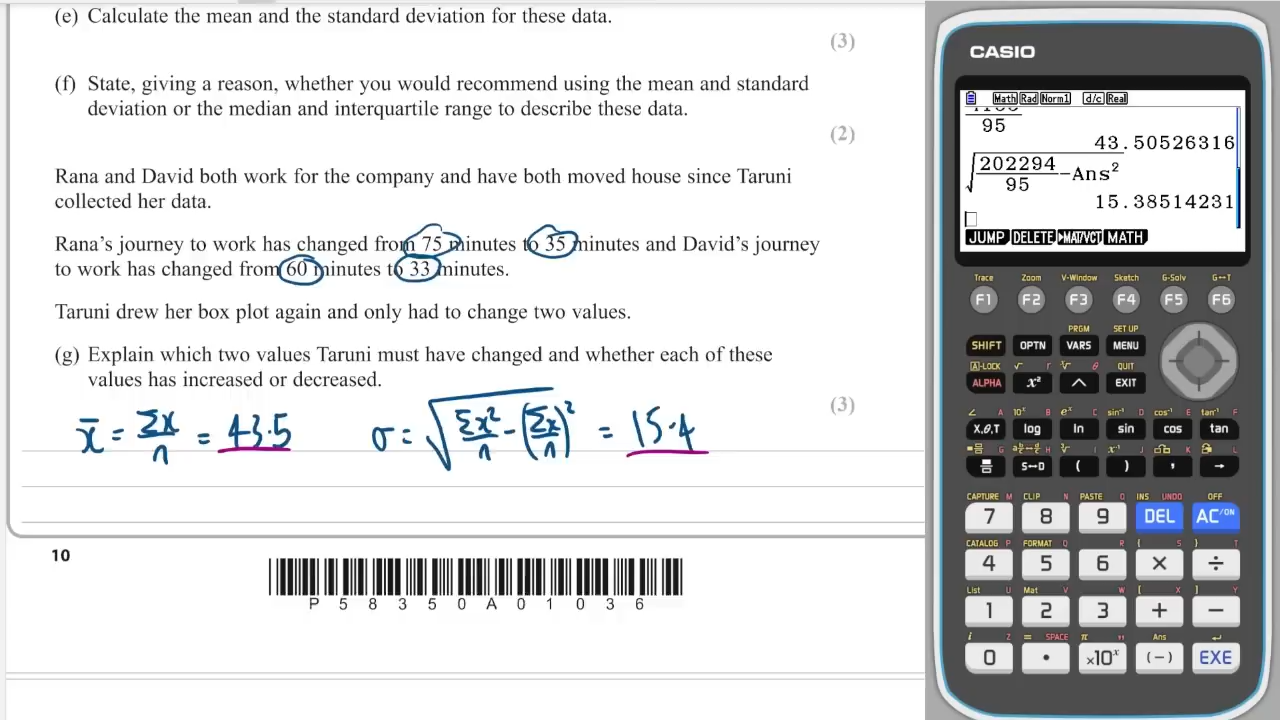 (e) Calculate the mean and the standard deviation for these data.
(3)
(f) State, giving a reason, whether you would recommend using the mean and standard
deviation or the median and interquartile range to describe these data.
(2)
Rana and David both work for the company and have both moved house since Taruni
collected her data.
Rana's journey to work has changed from 75 minutes to 35 minutes and David's journey
to work has changed from 60 minutes to 33 minutes.
Taruni drew her box plot again and only had to change two values.
(g) Explain which two values Taruni must have changed and whether each of these
values has increased or decreased.
(3)
x̄ = Σx/n = 43.5 σ = √(Σx²/n - (Σx/n)²) = 15.4
10
P 5 8 3 5 0 A 0 1 0 3 6
CASIO
Math Rad Norm1 d/c Real
95
43.50526316
√(202294/95)-Ans²
15.38514231
JUMP DELETE ▶MAT/VCT MATH
Trace Zoom V-Window Sketch G-Solv G↔T
F1 F2 F3 F4 F5 F6
PRGM SET UP
SHIFT OPTN VARS MENU
A-LOCK √ r ˣ√ θ QUIT
ALPHA x² ^ EXIT
∠ A 10ˣ B eˣ C sin⁻¹ D cos⁻¹ E tan⁻¹ F
X,θ,T log ln sin cos tan
G H I J K L
S↔D ( ) , →
CAPTURE M CLIP N PASTE O INS UNDO OFF
7 8 9 DEL AC/ON
CATALOG P FORMAT Q R { S } T
4 5 6 × ÷
List U Mat V W [ X ] Y
1 2 3 + −
i Z = SPACE π " Ans ↵
0 • ×10ˣ (−) EXE